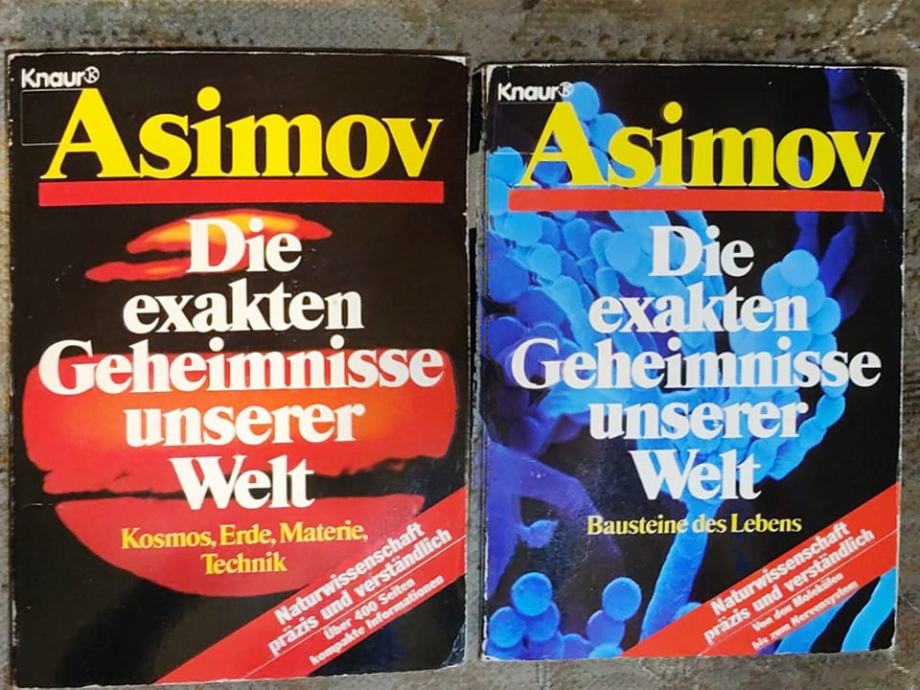 Knaur®
Asimov
Die
exakten
Geheimnisse
unserer
Welt
Kosmos, Erde, Materie,
Technik
Naturwissenschaft
präzis und verständlich
Über 400 Seiten
kompakte Informationen
Knaur®
Asimov
Die
exakten
Geheimnisse
unserer
Welt
Bausteine des Lebens
Naturwissenschaft
präzis und verständlich
Von den Molekülen
bis zum Nervensystem